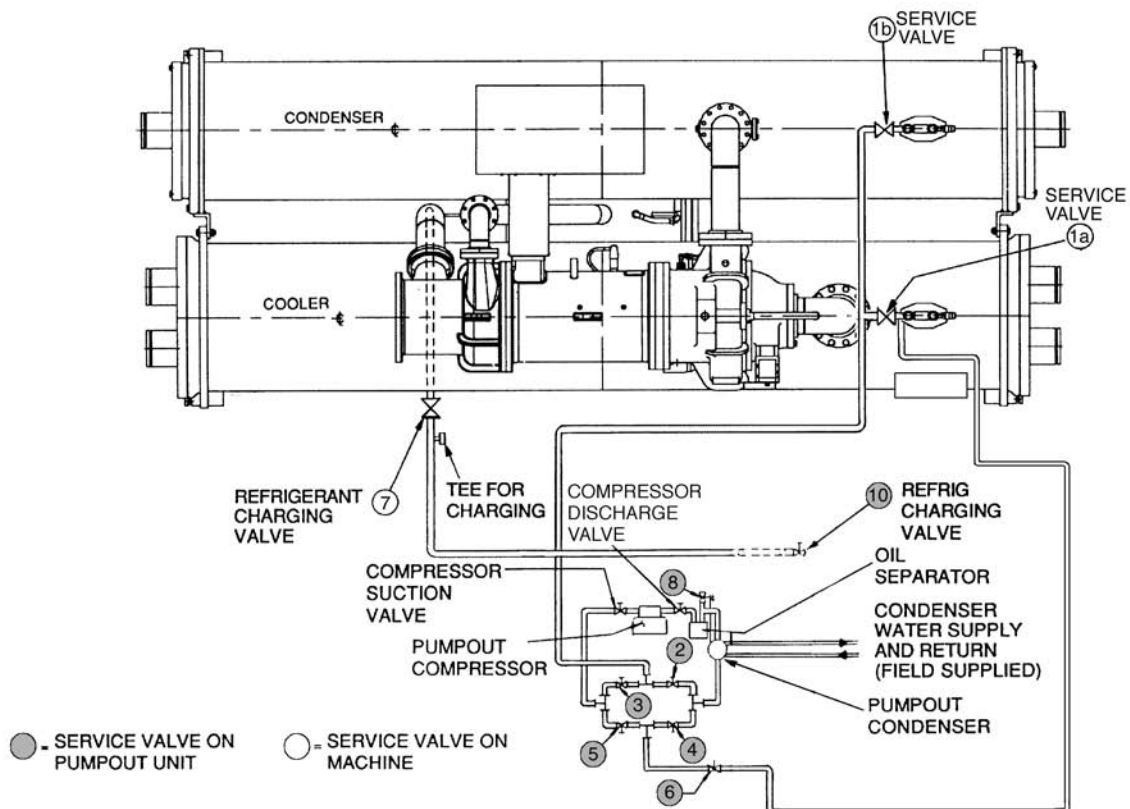 1b
SERVICE
VALVE
CONDENSER
SERVICE
VALVE
1a
COOLER
REFRIGERANT
CHARGING
VALVE
7
TEE FOR
CHARGING
COMPRESSOR
DISCHARGE
VALVE
10
REFRIG
CHARGING
VALVE
COMPRESSOR
SUCTION
VALVE
8
OIL
SEPARATOR
PUMPOUT
COMPRESSOR
2
CONDENSER
WATER SUPPLY
AND RETURN
(FIELD SUPPLIED)
3
PUMPOUT
CONDENSER
5
4
6
= SERVICE VALVE ON
PUMPOUT UNIT
= SERVICE VALVE ON
MACHINE